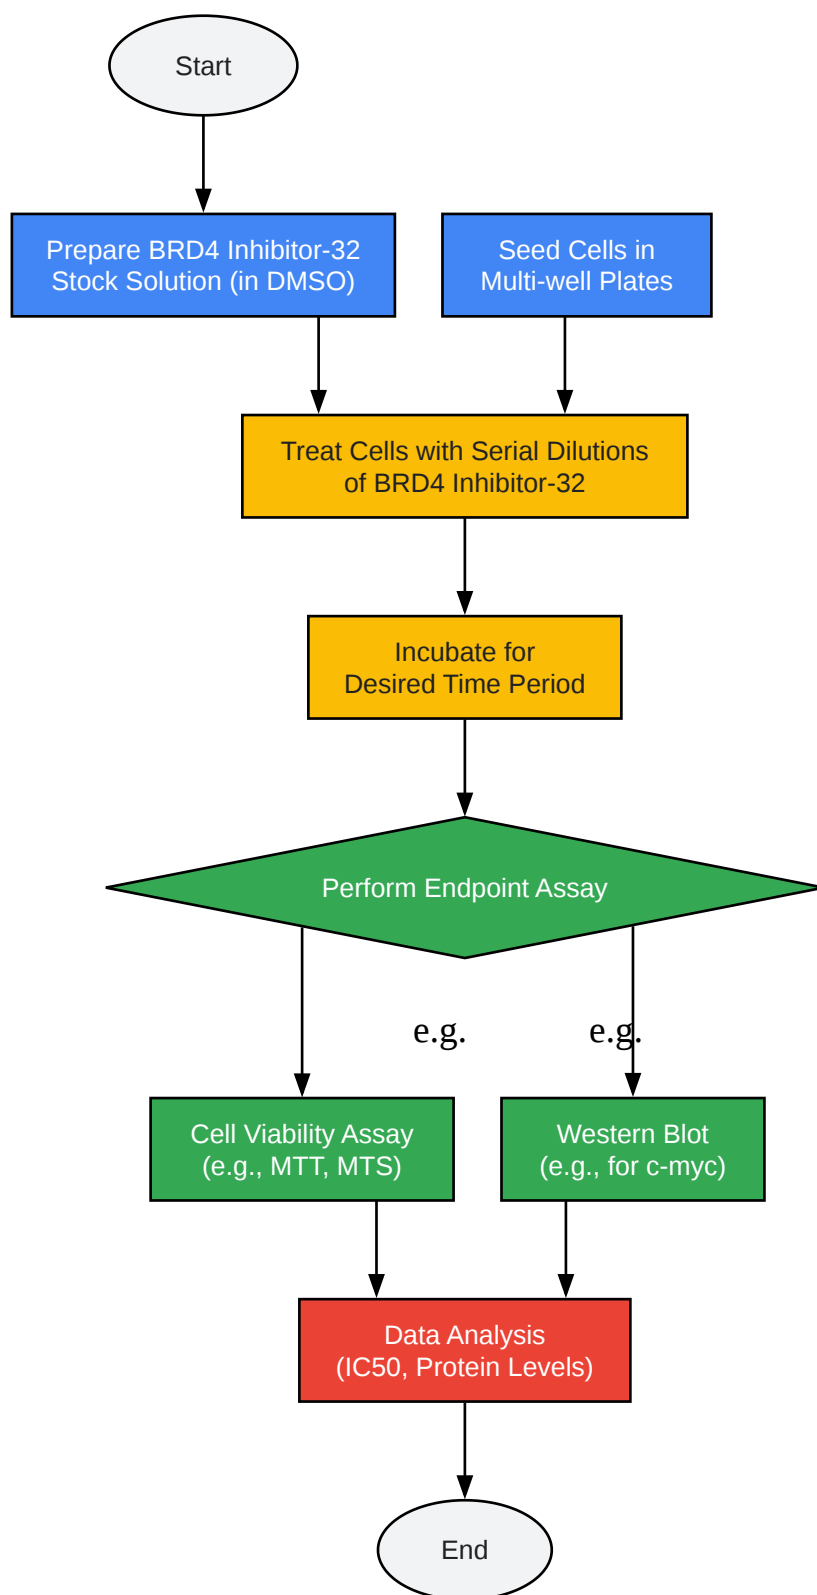 Start
Prepare BRD4 Inhibitor-32
Stock Solution (in DMSO)
Seed Cells in
Multi-well Plates
Treat Cells with Serial Dilutions
of BRD4 Inhibitor-32
Incubate for
Desired Time Period
Perform Endpoint Assay
e.g.
e.g.
Cell Viability Assay
(e.g., MTT, MTS)
Western Blot
(e.g., for c-myc)
Data Analysis
(IC50, Protein Levels)
End